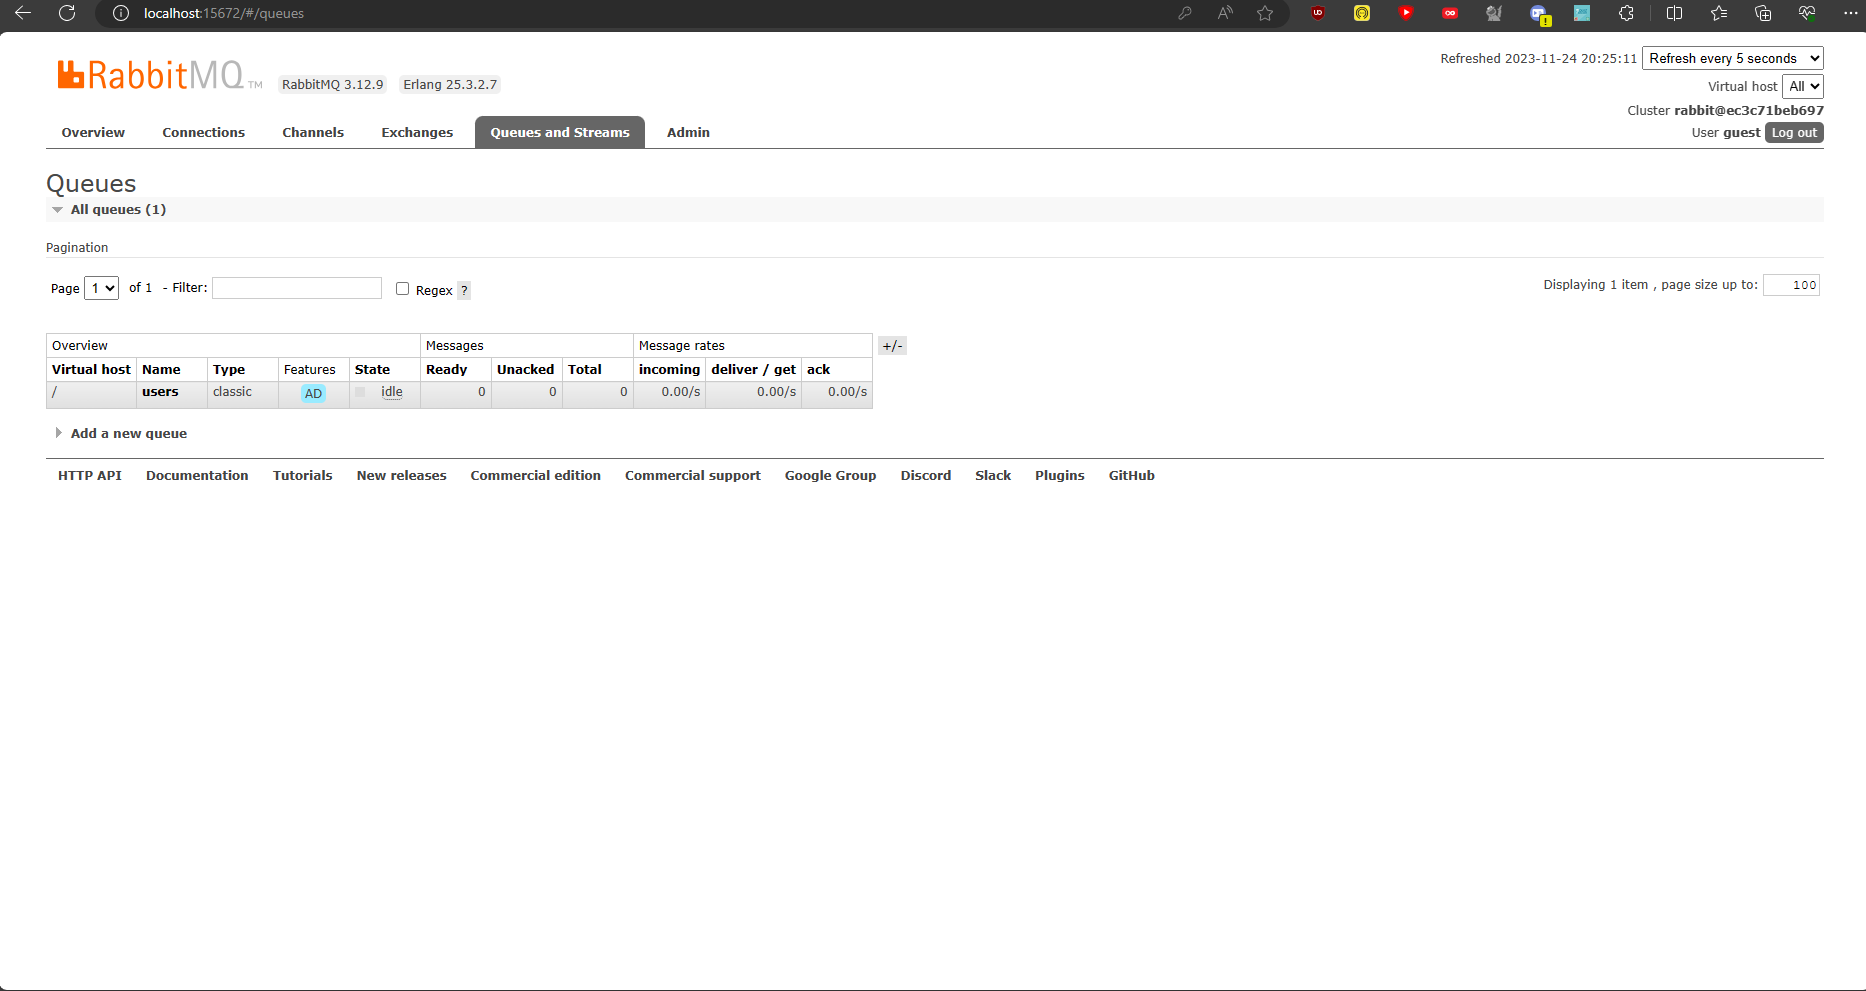 localhost:15672/#/queues
RabbitMQ TM RabbitMQ 3.12.9 Erlang 25.3.2.7
Refreshed 2023-11-24 20:25:11 Refresh every 5 seconds
Virtual host All
Cluster rabbit@ec3c71beb697
User guest Log out
Overview Connections Channels Exchanges Queues and Streams Admin
Queues
All queues (1)
Pagination
Page 1 of 1 - Filter: Regex ?
Displaying 1 item , page size up to: 100
Overview Messages Message rates +/-
Virtual host Name Type Features State Ready Unacked Total incoming deliver / get ack
/ users classic AD idle 0 0 0 0.00/s 0.00/s 0.00/s
Add a new queue
HTTP API Documentation Tutorials New releases Commercial edition Commercial support Google Group Discord Slack Plugins GitHub